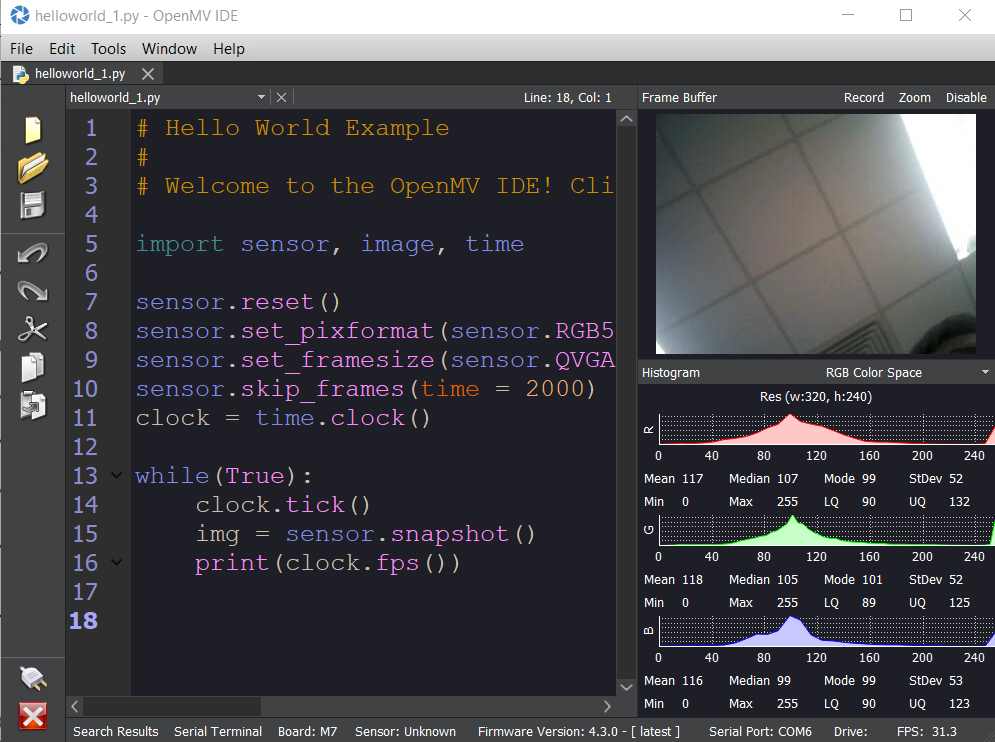 helloworld_1.py - OpenMV IDE
File Edit Tools Window Help
helloworld_1.py
helloworld_1.py Line: 18, Col: 1
1 # Hello World Example
2 #
3 # Welcome to the OpenMV IDE! Cli
4
5 import sensor, image, time
6
7 sensor.reset()
8 sensor.set_pixformat(sensor.RGB5
9 sensor.set_framesize(sensor.QVGA
10 sensor.skip_frames(time = 2000)
11 clock = time.clock()
12
13 while(True):
14 clock.tick()
15 img = sensor.snapshot()
16 print(clock.fps())
17
18
Frame Buffer Record Zoom Disable
Histogram RGB Color Space
Res (w:320, h:240)
R
0 40 80 120 160 200 240
Mean 117 Median 107 Mode 99 StDev 52
Min 0 Max 255 LQ 90 UQ 132
G
0 40 80 120 160 200 240
Mean 118 Median 105 Mode 101 StDev 52
Min 0 Max 255 LQ 89 UQ 125
B
0 40 80 120 160 200 240
Mean 116 Median 99 Mode 99 StDev 53
Min 0 Max 255 LQ 90 UQ 123
Search Results Serial Terminal Board: M7 Sensor: Unknown Firmware Version: 4.3.0 - [ latest ] Serial Port: COM6 Drive: FPS: 31.3